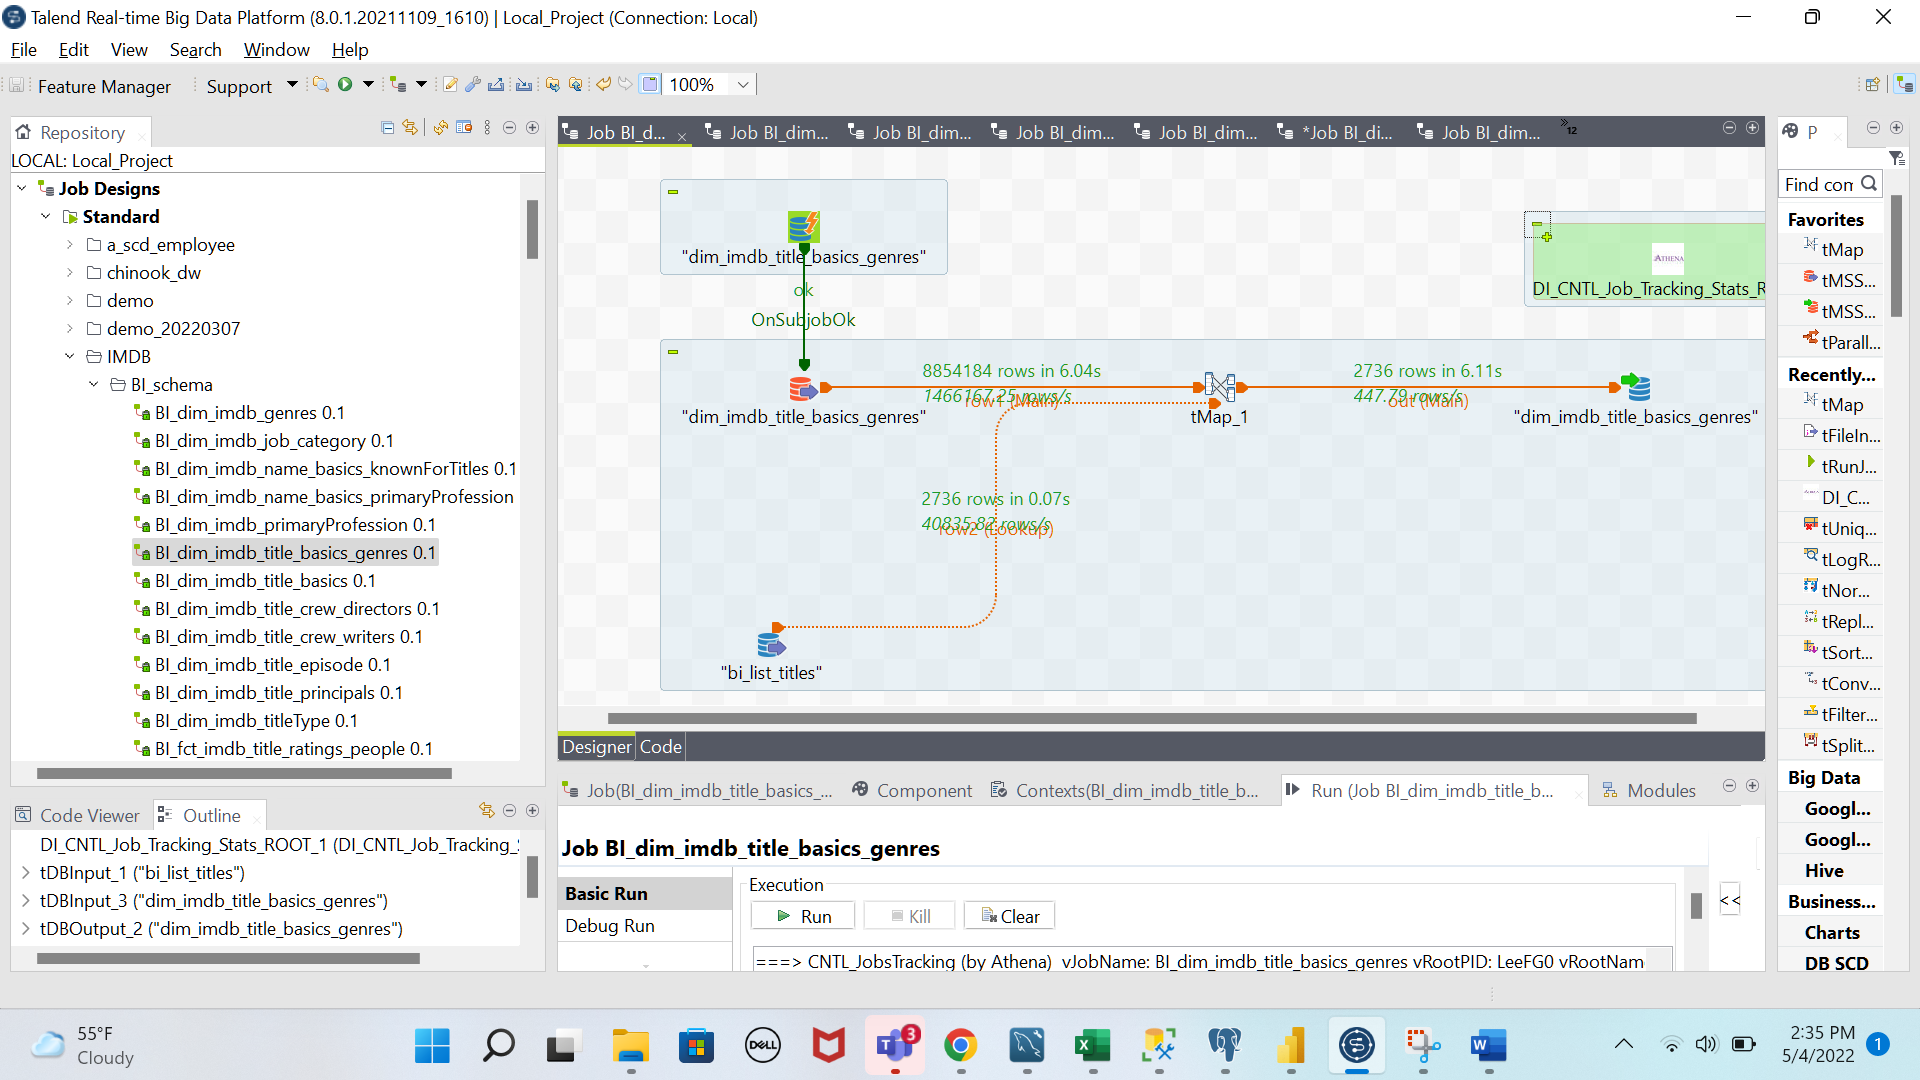 Talend Real-time Big Data Platform (8.0.1.20211109_1610) | Local_Project (Connection: Local)
File Edit View Search Window Help
Feature Manager Support 100%
Repository
LOCAL: Local_Project
Job Designs
Standard
a_scd_employee
chinook_dw
demo
demo_20220307
IMDB
BI_schema
BI_dim_imdb_genres 0.1
BI_dim_imdb_job_category 0.1
BI_dim_imdb_name_basics_knownForTitles 0.1
BI_dim_imdb_name_basics_primaryProfession
BI_dim_imdb_primaryProfession 0.1
BI_dim_imdb_title_basics_genres 0.1
BI_dim_imdb_title_basics 0.1
BI_dim_imdb_title_crew_directors 0.1
BI_dim_imdb_title_crew_writers 0.1
BI_dim_imdb_title_episode 0.1
BI_dim_imdb_title_principals 0.1
BI_dim_imdb_titleType 0.1
BI_fct_imdb_title_ratings_people 0.1
Code Viewer Outline
DI_CNTL_Job_Tracking_Stats_ROOT_1 (DI_CNTL_Job_Tracking_
tDBInput_1 ("bi_list_titles")
tDBInput_3 ("dim_imdb_title_basics_genres")
tDBOutput_2 ("dim_imdb_title_basics_genres")
Job BI_d... Job BI_dim... Job BI_dim... Job BI_dim... Job BI_dim... *Job BI_di... Job BI_dim... »12
"dim_imdb_title_basics_genres"
ok
OnSubjobOk
ATHENA
DI_CNTL_Job_Tracking_Stats_R
8854184 rows in 6.04s
1466167.25 rows/s
row1 (Main)
2736 rows in 6.11s
447.79 rows/s
out (Main)
"dim_imdb_title_basics_genres"
tMap_1
"dim_imdb_title_basics_genres"
2736 rows in 0.07s
40835.82 rows/s
row2 (Lookup)
"bi_list_titles"
Designer Code
Job(BI_dim_imdb_title_basics_... Component Contexts(BI_dim_imdb_title_b... Run (Job BI_dim_imdb_title_b... Modules
Job BI_dim_imdb_title_basics_genres
Basic Run
Debug Run
Execution
Run Kill Clear
===> CNTL_JobsTracking (by Athena) vJobName: BI_dim_imdb_title_basics_genres vRootPID: LeeFG0 vRootNam
<<
P
Find con
Favorites
tMap
tMSS...
tMSS...
tParall...
Recently...
tMap
tFileIn...
tRunJ...
DI_C...
tUniq...
tLogR...
tNor...
tRepl...
tSort...
tConv...
tFilter...
tSplit...
Big Data
Googl...
Googl...
Hive
Business...
Charts
DB SCD
55°F
Cloudy
DELL
3
2:35 PM
5/4/2022
1